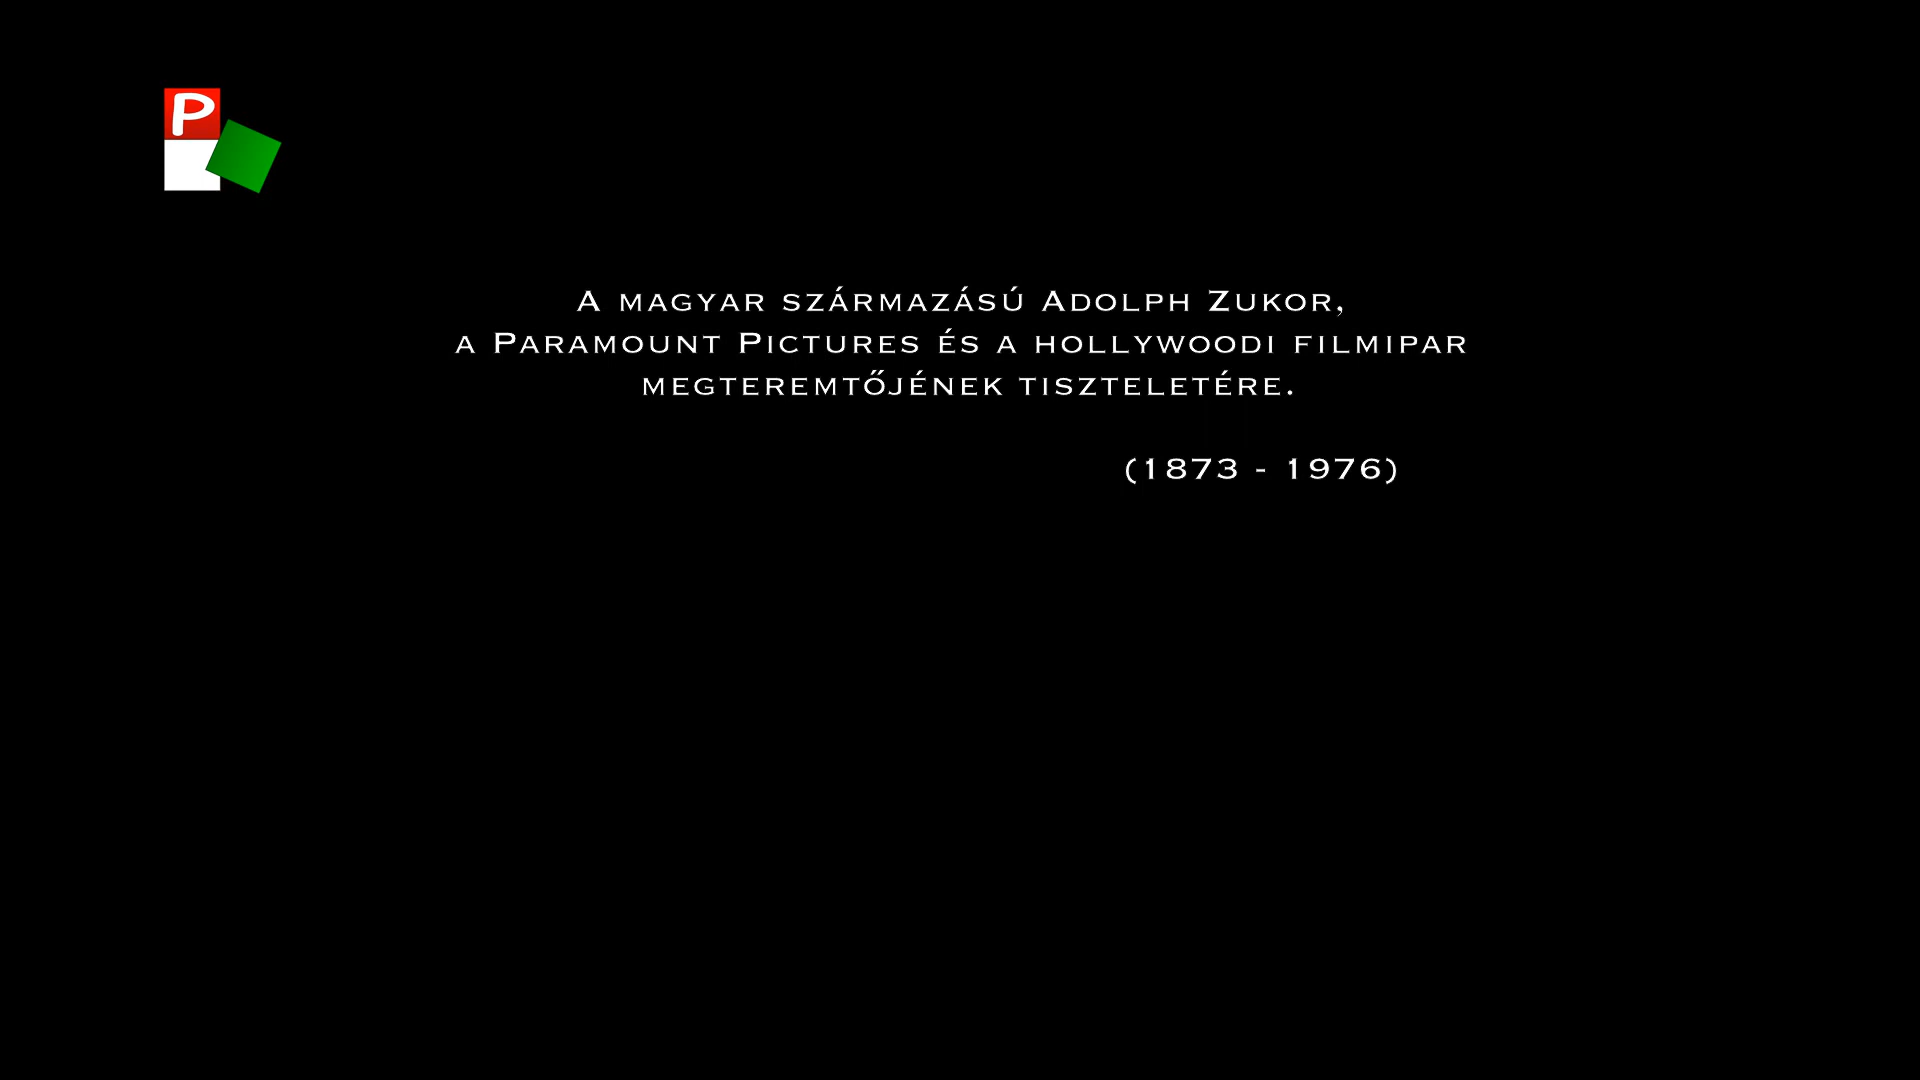 P
A magyar származású Adolph Zukor,
a Paramount Pictures és a hollywoodi filmipar
megteremtőjének tiszteletére.
(1873 - 1976)